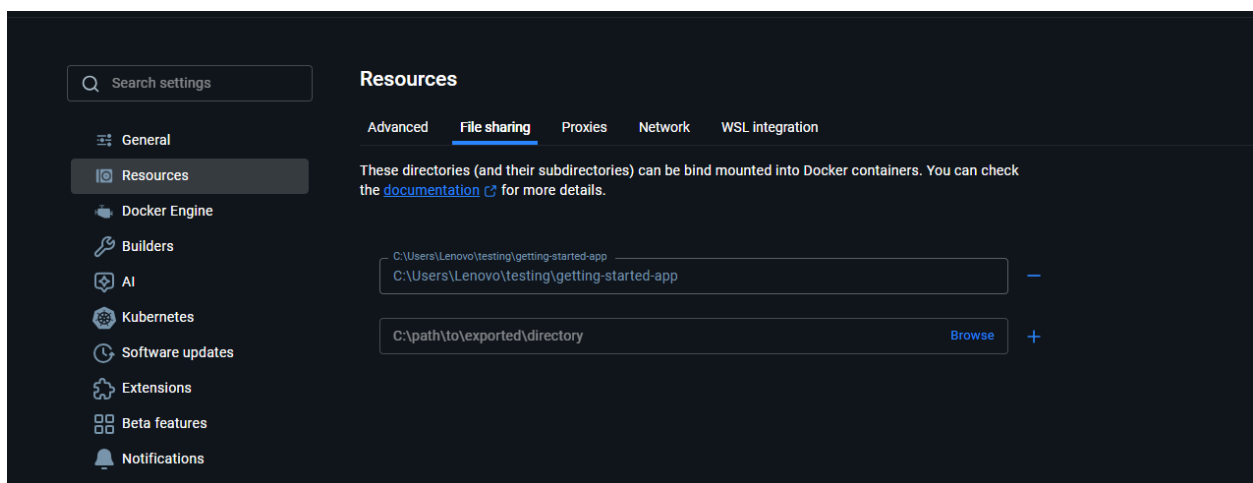 Search settings
General
Resources
Docker Engine
Builders
AI
Kubernetes
Software updates
Extensions
Beta features
Notifications
Resources
Advanced File sharing Proxies Network WSL integration
These directories (and their subdirectories) can be bind mounted into Docker containers. You can check
the documentation for more details.
C:\Users\Lenovo\testing\getting-started-app
C:\Users\Lenovo\testing\getting-started-app
C:\path\to\exported\directory Browse